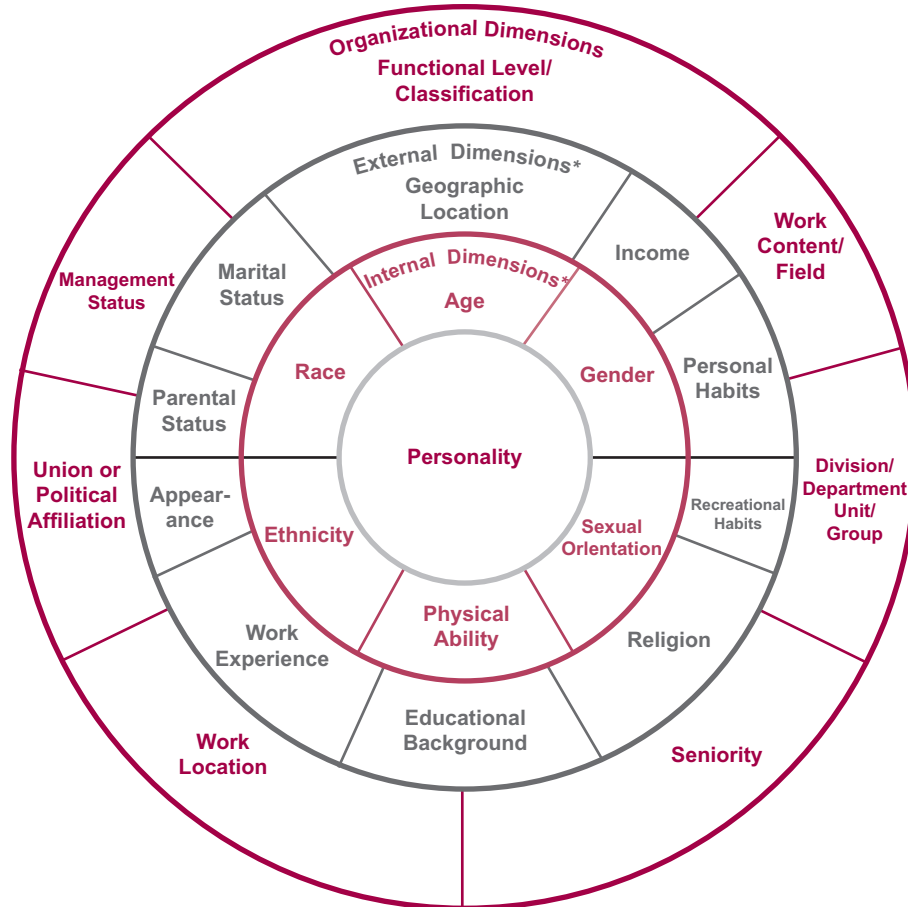 Organizational Dimensions
Functional Level/
Classification
External Dimensions*
Geographic
Location
Internal Dimensions*
Age
Income
Work
Content/
Field
Marital
Status
Management
Status
Race
Gender
Personal
Habits
Parental
Status
Personality
Union or
Political
Affiliation
Appear-
ance
Ethnicity
Sexual
Orlentation
Recreational
Habits
Division/
Department
Unit/
Group
Physical
Ability
Work
Experience
Religion
Educational
Background
Work
Location
Seniority